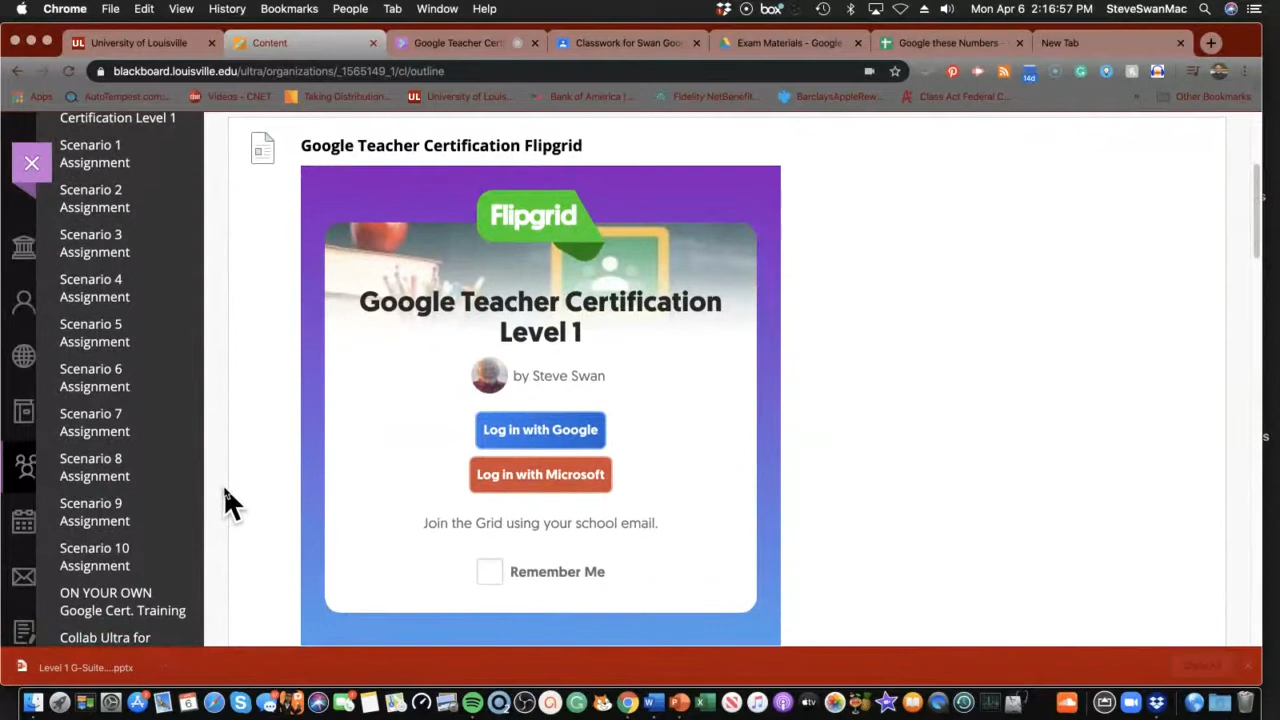 Chrome File Edit View History Bookmarks People Tab Window Help
box
Mon Apr 6 2:16:57 PM SteveSwanMac
University of Louisville
Content
Google Teacher Cert
Classwork for Swan Goo
Exam Materials - Google
Google these Numbers -
New Tab
blackboard.louisville.edu/ultra/organizations/_1565149_1/cl/outline
14d
Apps
AutoTempest.com:...
Videos - CNET
Taking Distribution...
University of Louis...
Bank of America |...
Fidelity NetBenefit...
BarclaysAppleRew...
Class Act Federal C...
Other Bookmarks
Certification Level 1
Scenario 1
Assignment
Scenario 2
Assignment
Scenario 3
Assignment
Scenario 4
Assignment
Scenario 5
Assignment
Scenario 6
Assignment
Scenario 7
Assignment
Scenario 8
Assignment
Scenario 9
Assignment
Scenario 10
Assignment
ON YOUR OWN
Google Cert. Training
Collab Ultra for
Google Teacher Certification Flipgrid
Flipgrid
Google Teacher Certification
Level 1
by Steve Swan
Log in with Google
Log in with Microsoft
Join the Grid using your school email.
Remember Me
Level 1 G-Suite....pptx